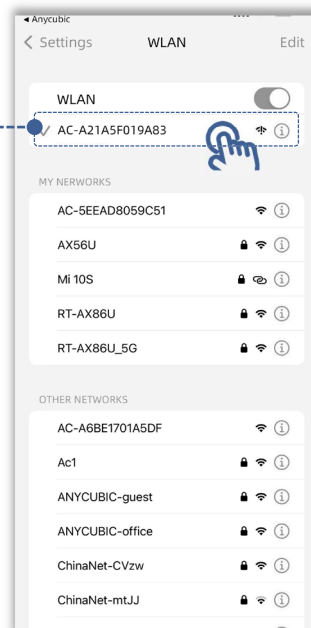 Anycubic
Settings
WLAN
Edit
WLAN
AC-A21A5F019A83
MY NERWORKS
AC-5EEAD8059C51
AX56U
Mi 10S
RT-AX86U
RT-AX86U_5G
OTHER NETWORKS
AC-A6BE1701A5DF
Ac1
ANYCUBIC-guest
ANYCUBIC-office
ChinaNet-CVzw
ChinaNet-mtJJ